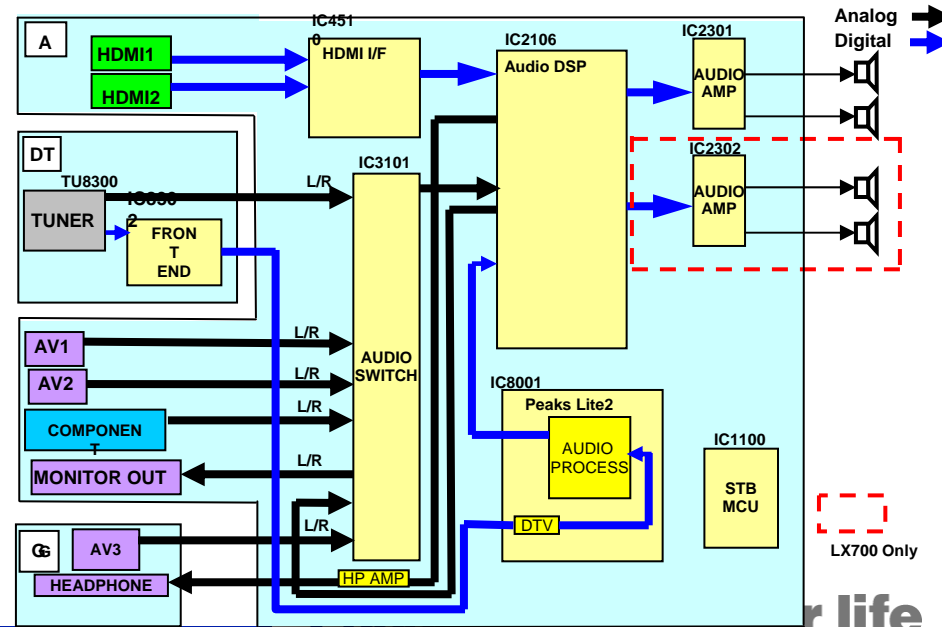 Analog
Digital
A
HDMI1
HDMI2
IC451
0
HDMI I/F
IC2106
Audio DSP
IC2301
AUDIO
AMP
IC2302
AUDIO
AMP
DT
TU8300
TUNER
2
FRON
T
END
L/R
IC3101
AUDIO
SWITCH
AV1
L/R
AV2
L/R
COMPONEN
T
L/R
MONITOR OUT
L/R
AV3
L/R
HEADPHONE
HP AMP
IC8001
Peaks Lite2
AUDIO
PROCESS
DTV
IC1100
STB
MCU
LX700 Only
r life